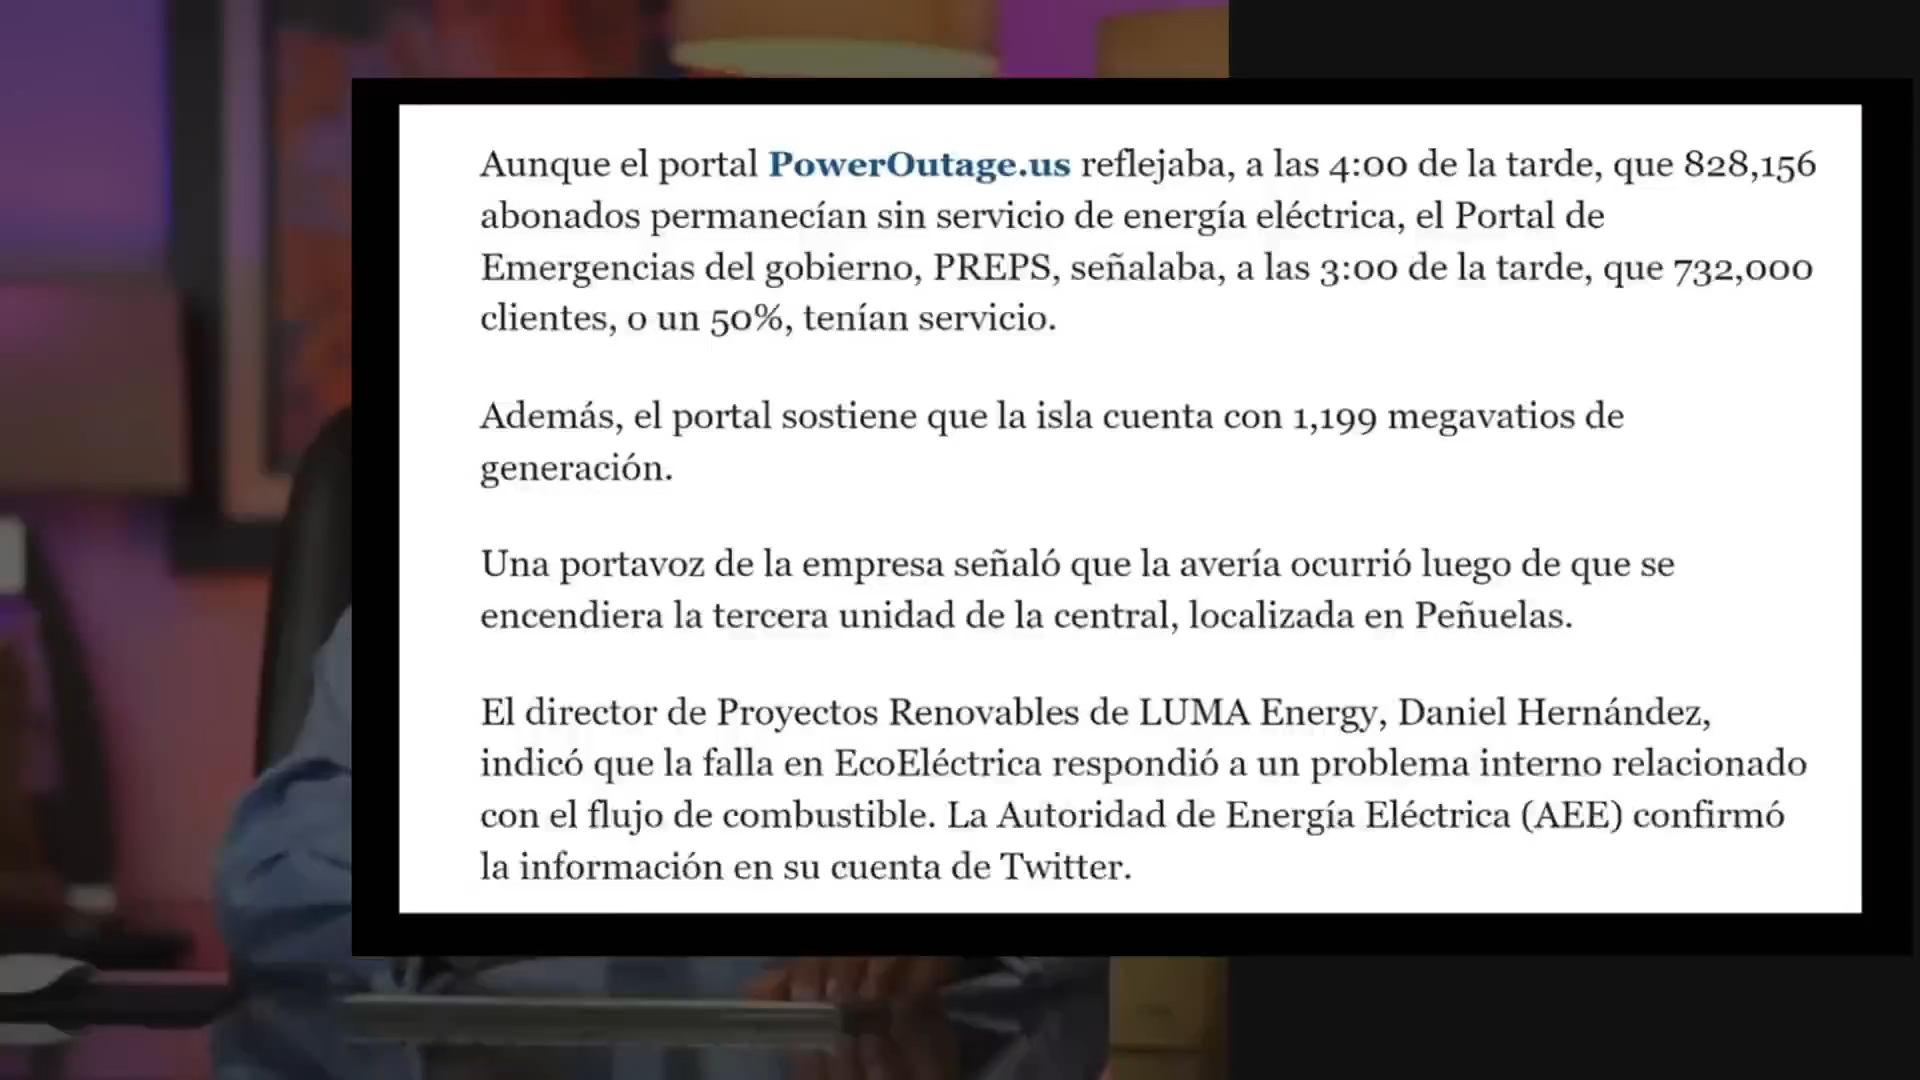 Aunque el portal PowerOutage.us reflejaba, a las 4:00 de la tarde, que 828,156
abonados permanecían sin servicio de energía eléctrica, el Portal de
Emergencias del gobierno, PREPS, señalaba, a las 3:00 de la tarde, que 732,000
clientes, o un 50%, tenían servicio.
Además, el portal sostiene que la isla cuenta con 1,199 megavatios de
generación.
Una portavoz de la empresa señaló que la avería ocurrió luego de que se
encendiera la tercera unidad de la central, localizada en Peñuelas.
El director de Proyectos Renovables de LUMA Energy, Daniel Hernández,
indicó que la falla en EcoEléctrica respondió a un problema interno relacionado
con el flujo de combustible. La Autoridad de Energía Eléctrica (AEE) confirmó
la información en su cuenta de Twitter.